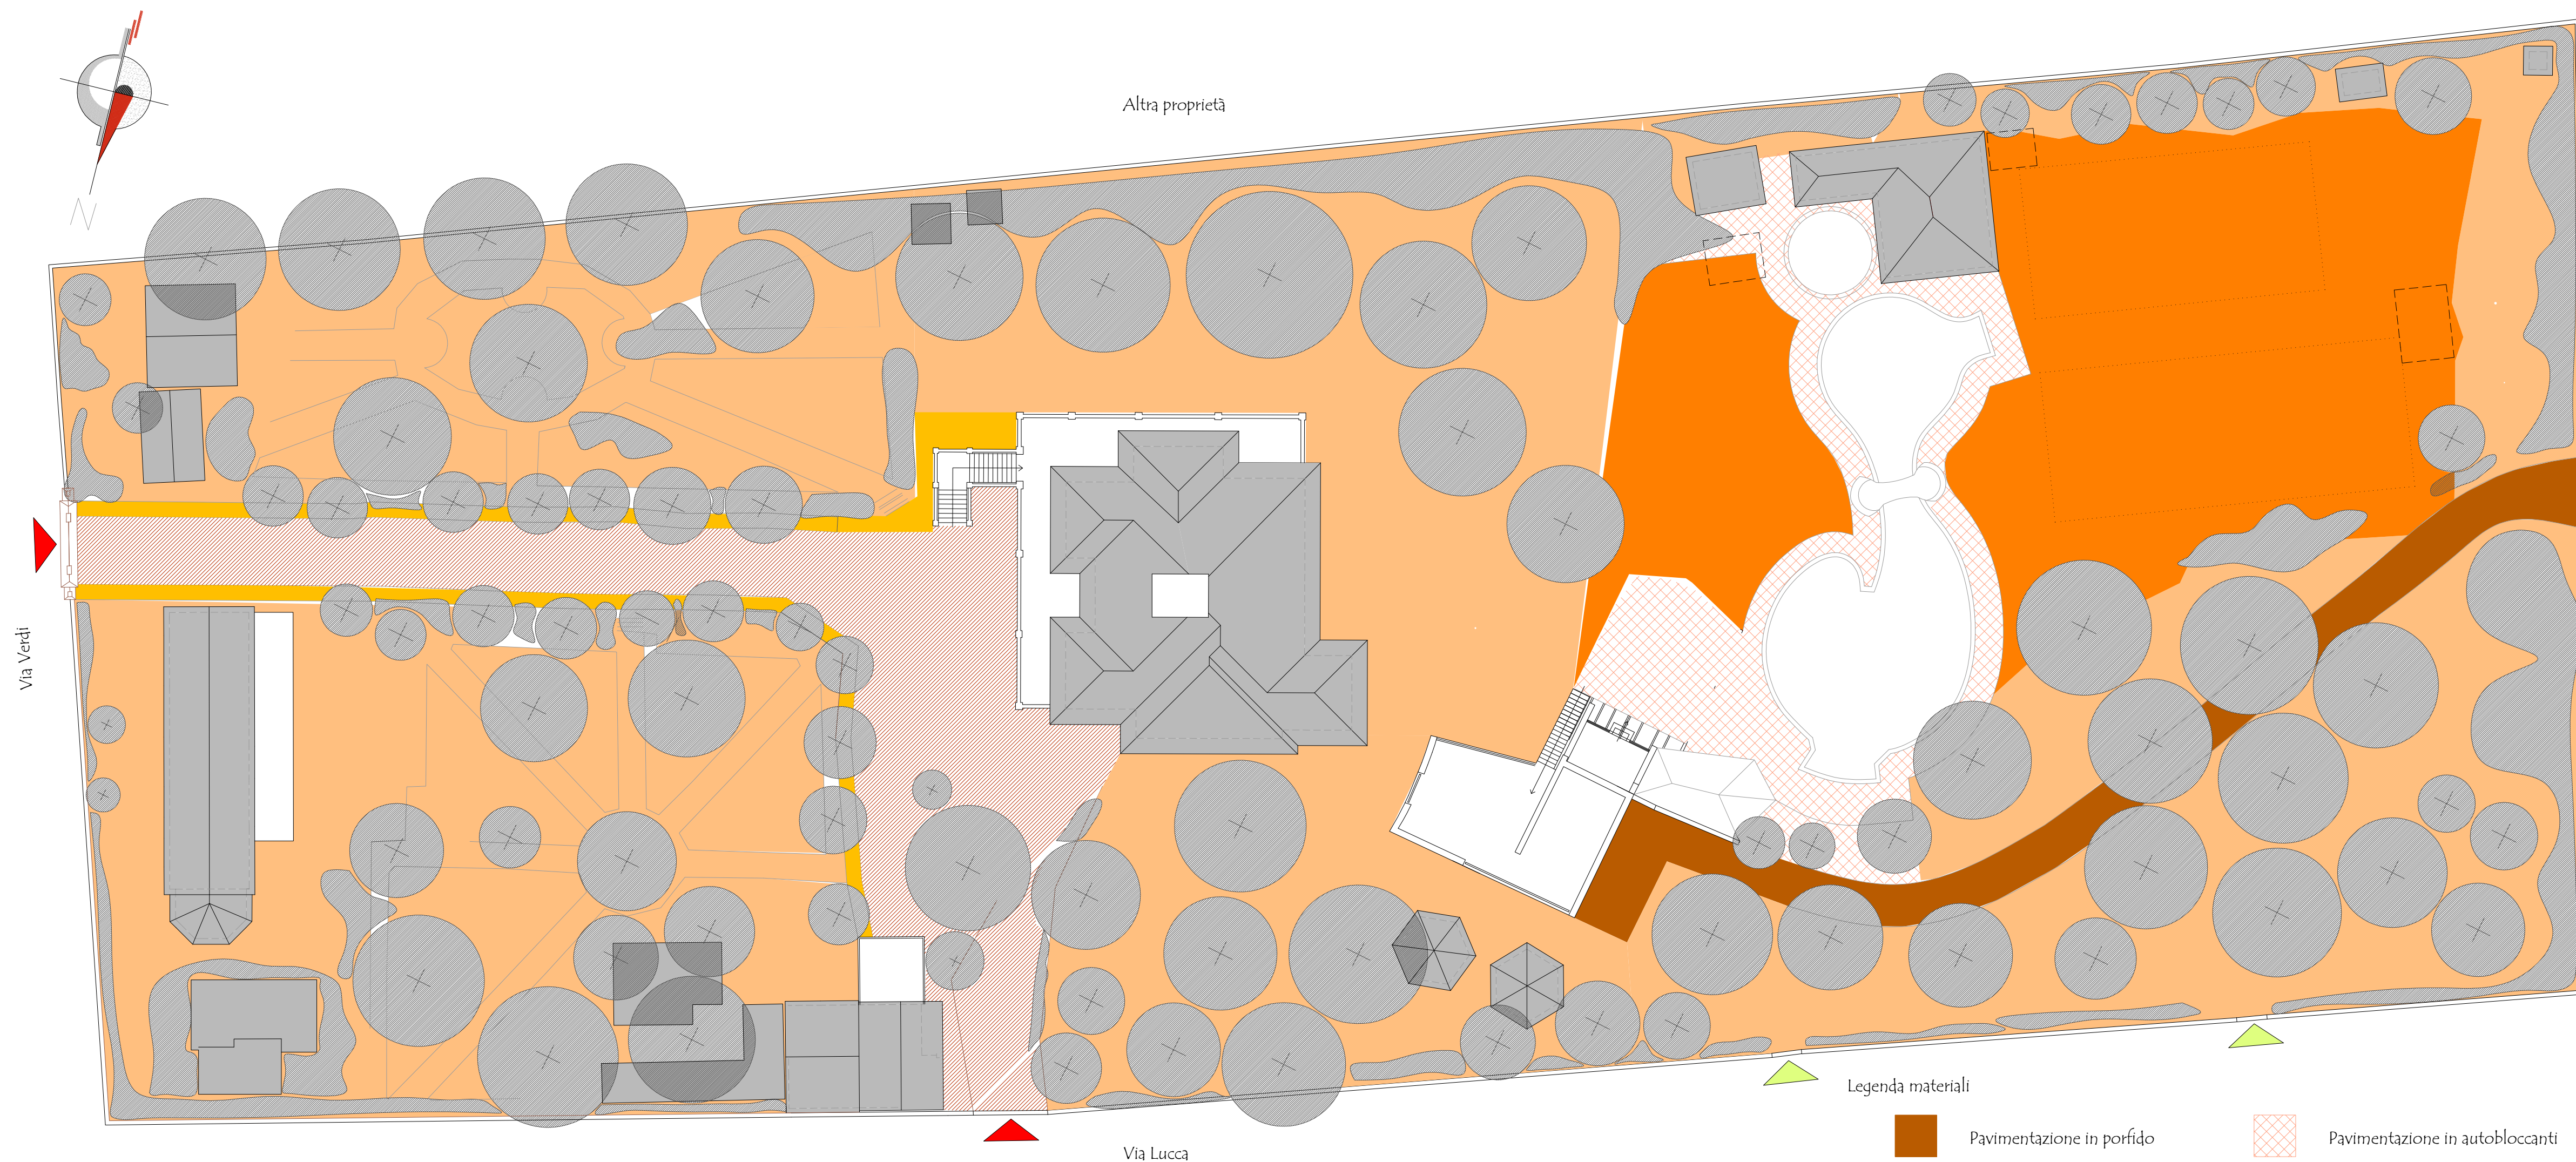 Altra proprietà
N
Via Verdi
Legenda materiali
Pavimentazione in porfido
Pavimentazione in autobloccanti
Via Lucca